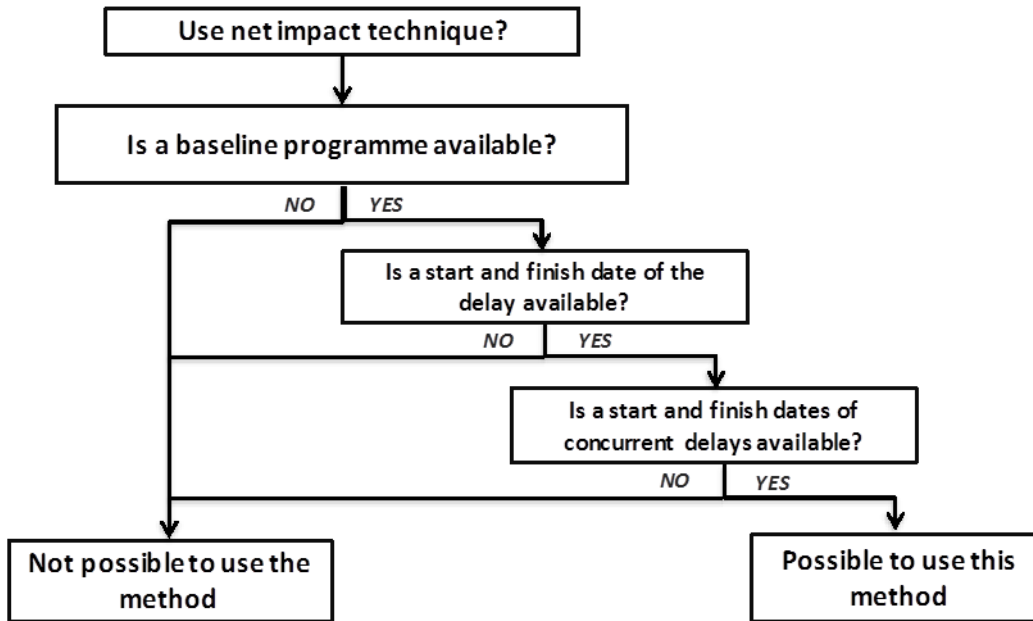 Use net impact technique?
Is a baseline programme available?
NO YES
Is a start and finish date of the
delay available?
NO YES
Is a start and finish dates of
concurrent delays available?
NO YES
Not possible to use the
method
Possible to use this
method